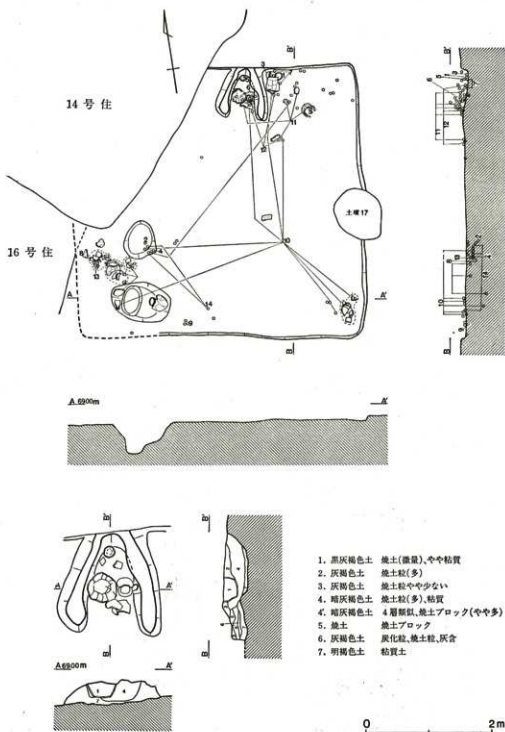 14号住
16号住
土壙17
B'
B
A
A'
3
11
10
14
9
B'
B
A 69.00m
A'
B'
B
A
A'
B'
B
A69.00m
A'
1. 黒灰褐色土 焼土(微量)、やや粘質
2. 灰褐色土 焼土粒(多)
3. 灰褐色土 焼土粒やや少ない
4. 暗灰褐色土 焼土粒(多)、粘質
4'. 暗灰褐色土 4層類似、焼土ブロック(やや多)
5. 焼土 焼土ブロック
6. 灰褐色土 炭化粒、焼土粒、灰含
7. 明褐色土 粘質土
0 2m